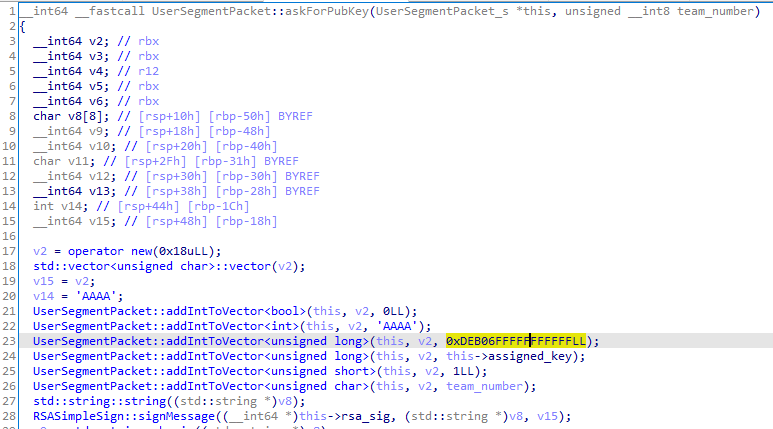 1 __int64 __fastcall UserSegmentPacket::askForPubKey(UserSegmentPacket_s *this, unsigned __int8 team_number)
2 {
3 __int64 v2; // rbx
4 __int64 v3; // rbx
5 __int64 v4; // r12
6 __int64 v5; // rbx
7 __int64 v6; // rbx
8 char v8[8]; // [rsp+10h] [rbp-50h] BYREF
9 __int64 v9; // [rsp+18h] [rbp-48h]
10 __int64 v10; // [rsp+20h] [rbp-40h]
11 char v11; // [rsp+2Fh] [rbp-31h] BYREF
12 __int64 v12; // [rsp+30h] [rbp-30h] BYREF
13 __int64 v13; // [rsp+38h] [rbp-28h] BYREF
14 int v14; // [rsp+44h] [rbp-1Ch]
15 __int64 v15; // [rsp+48h] [rbp-18h]
16
17 v2 = operator new(0x18uLL);
18 std::vector<unsigned char>::vector(v2);
19 v15 = v2;
20 v14 = 'AAAA';
21 UserSegmentPacket::addIntToVector<bool>(this, v2, 0LL);
22 UserSegmentPacket::addIntToVector<int>(this, v2, 'AAAA');
23 UserSegmentPacket::addIntToVector<unsigned long>(this, v2, 0xDEB06FFFFFFFFFFFLL);
24 UserSegmentPacket::addIntToVector<unsigned long>(this, v2, this->assigned_key);
25 UserSegmentPacket::addIntToVector<unsigned short>(this, v2, 1LL);
26 UserSegmentPacket::addIntToVector<unsigned char>(this, v2, team_number);
27 std::string::string((std::string *)v8);
28 RSASimpleSign::signMessage((__int64 *)this->rsa_sig, (std::string *)v8, v15);